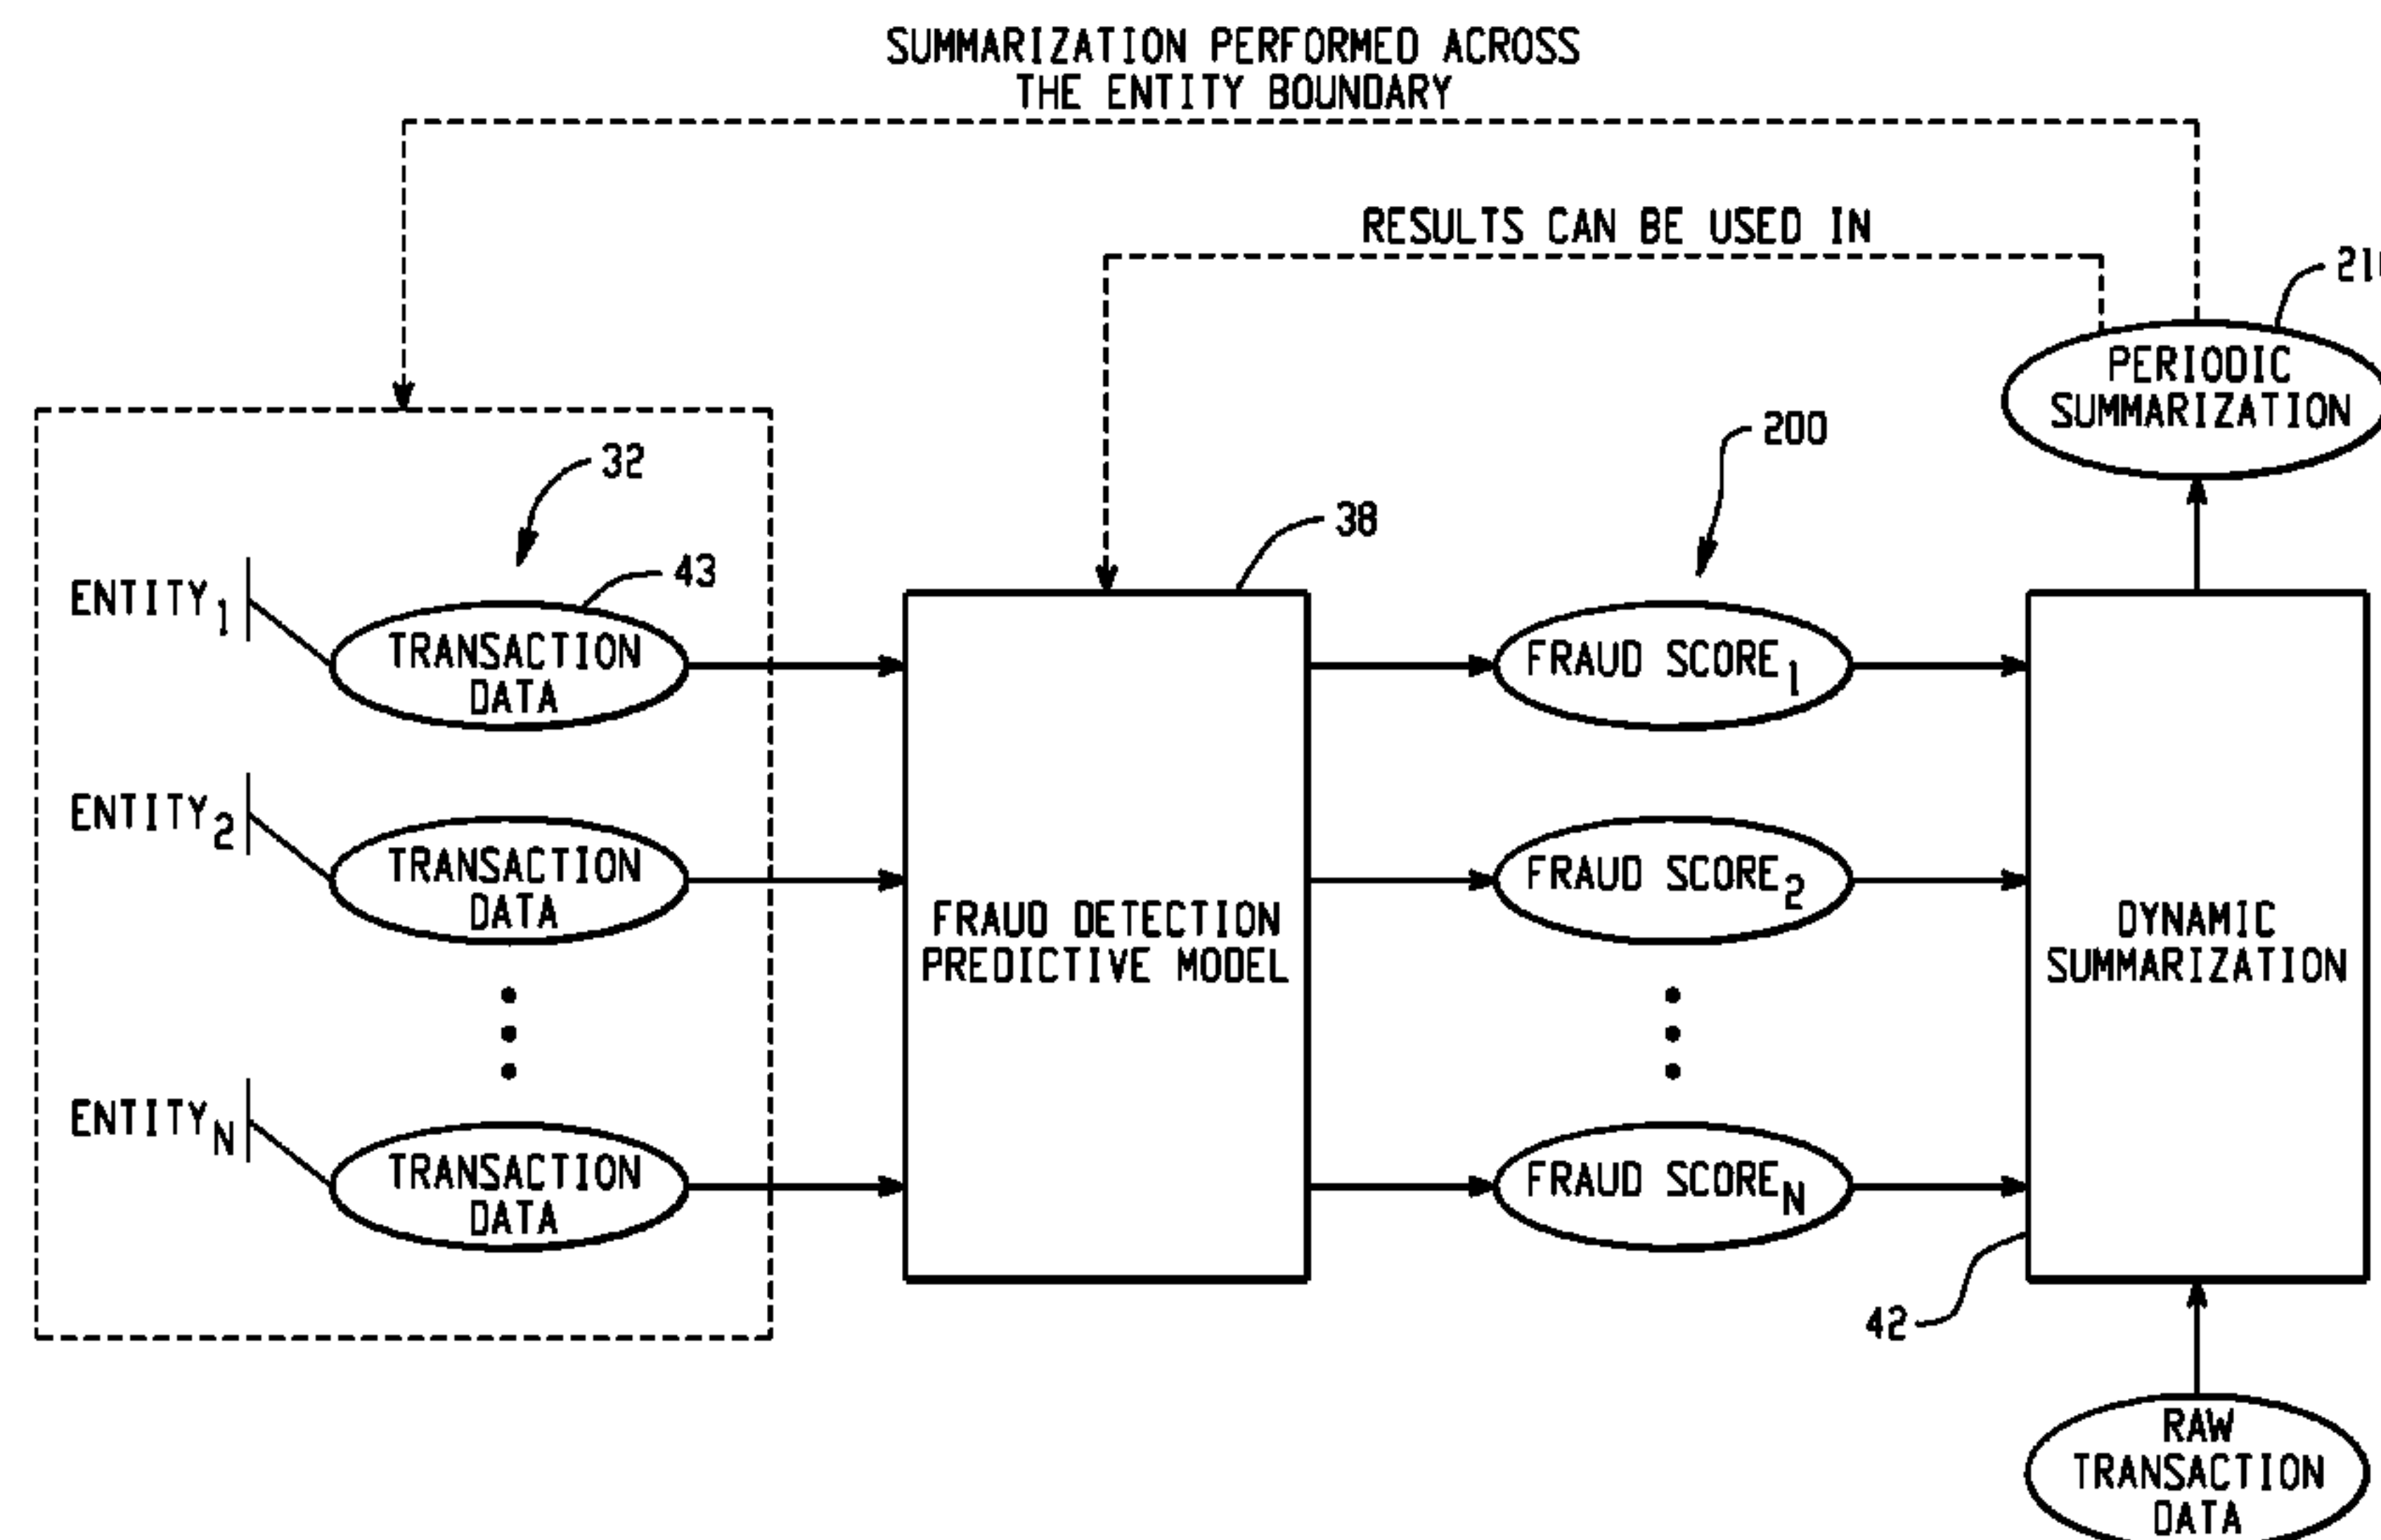 SUMMARIZATION PERFORMED ACROSS
THE ENTITY BOUNDARY
RESULTS CAN BE USED IN
PERIODIC
SUMMARIZATION
200
32
38
43
ENTITY1
TRANSACTION
DATA
FRAUD SCORE1
ENTITY2
TRANSACTION
DATA
FRAUD SCORE2
FRAUD DETECTION
PREDICTIVE MODEL
DYNAMIC
SUMMARIZATION
ENTITYN
TRANSACTION
DATA
FRAUD SCOREN
42
RAW
TRANSACTION
DATA